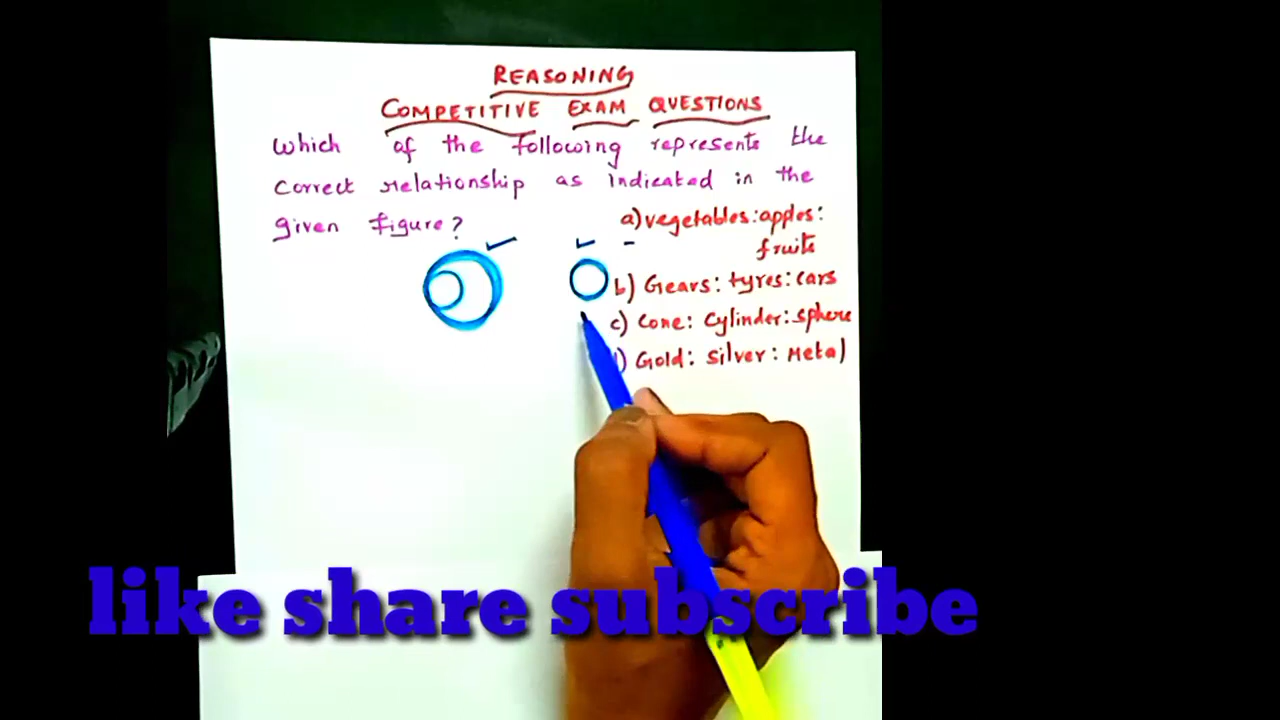 REASONING
COMPETITIVE EXAM QUESTIONS
Which of the following represents the
correct relationship as indicated in the
given figure?
a) vegetables: apples:
fruits
b) Gears: tyres: cars
c) Cone: Cylinder: sphere
) Gold: Silver: Metal
like share subscribe